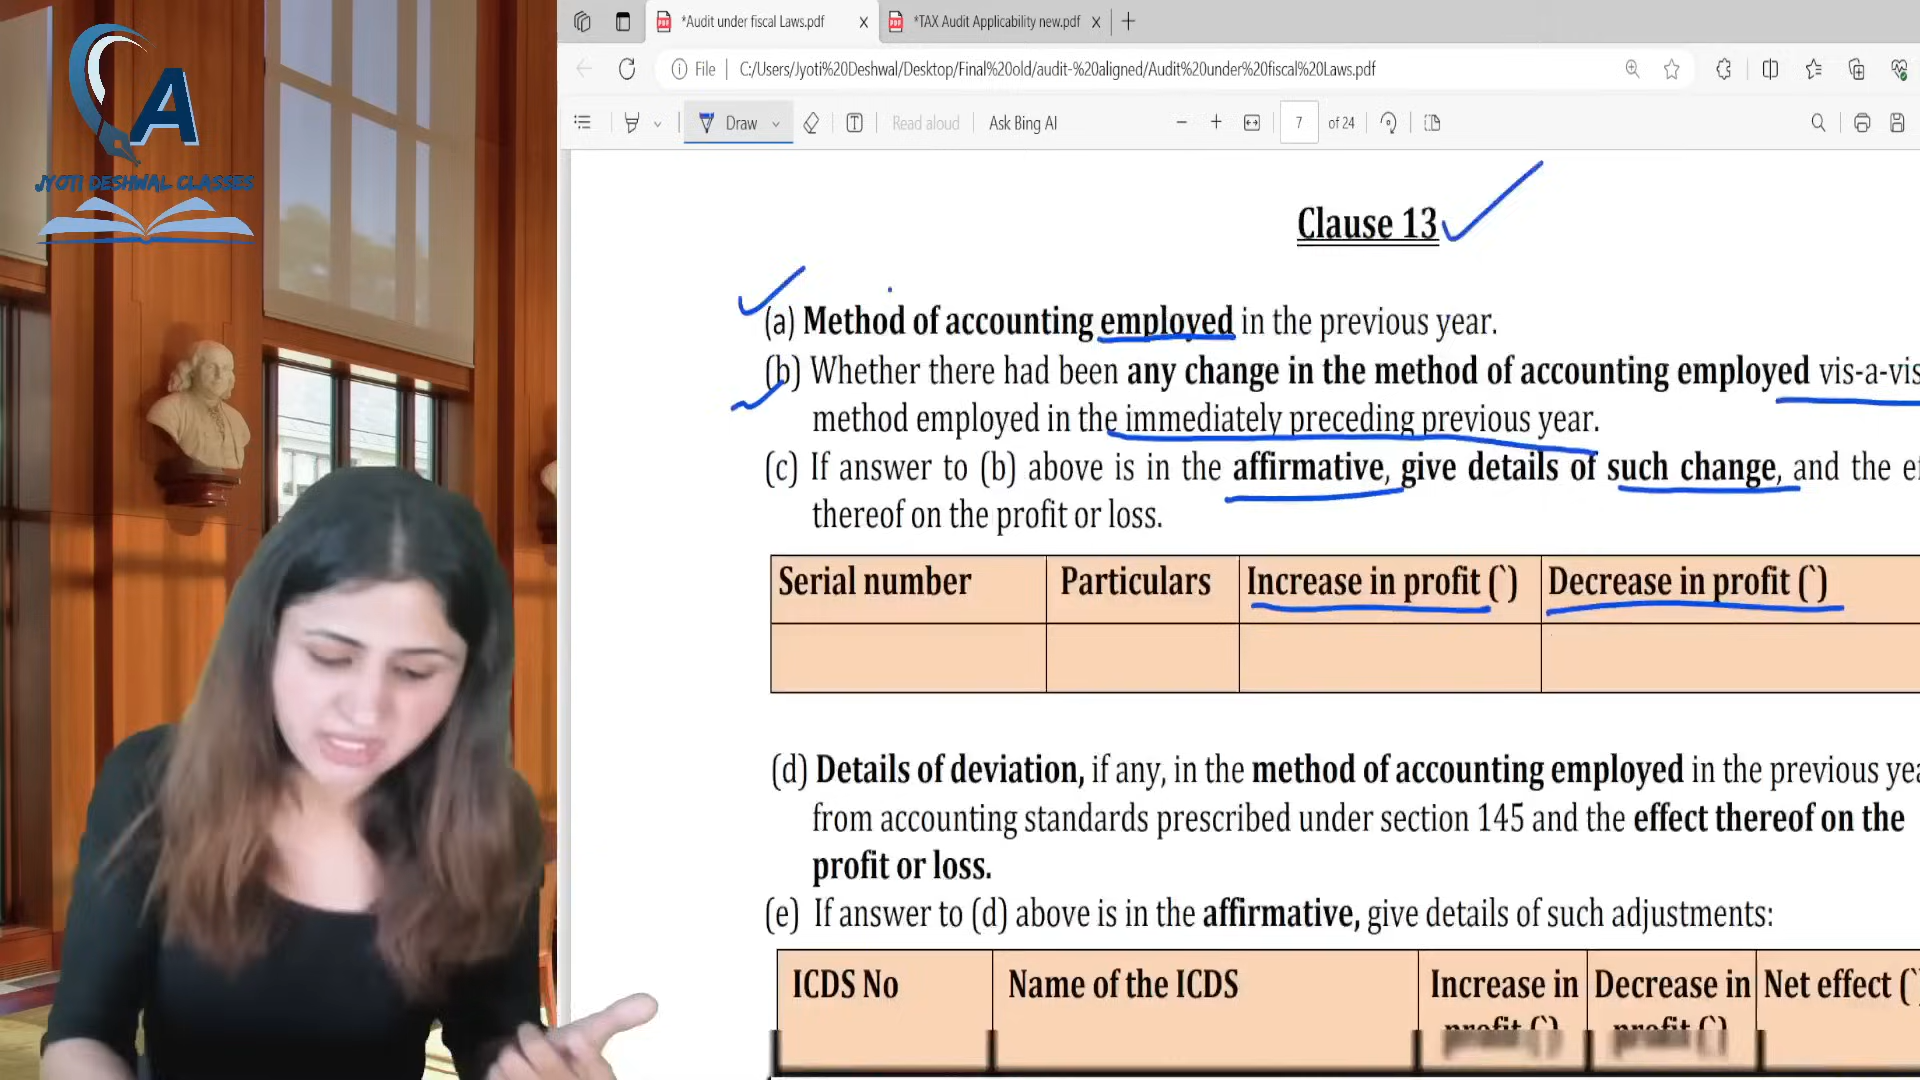 CA
JYOTI DESHWAL CLASSES
*Audit under fiscal Laws.pdf
*TAX Audit Applicability new.pdf
File
C:/Users/Jyoti%20Deshwal/Desktop/Final%20old/audit-%20aligned/Audit%20under%20fiscal%20Laws.pdf
Draw
Read aloud
Ask Bing AI
7 of 24
Clause 13
(a) Method of accounting employed in the previous year.
(b) Whether there had been any change in the method of accounting employed vis-a-vis
method employed in the immediately preceding previous year.
(c) If answer to (b) above is in the affirmative, give details of such change, and the
thereof on the profit or loss.
Serial number Particulars Increase in profit (`) Decrease in profit (`)
(d) Details of deviation, if any, in the method of accounting employed in the previous
from accounting standards prescribed under section 145 and the effect thereof on the
profit or loss.
(e) If answer to (d) above is in the affirmative, give details of such adjustments:
ICDS No Name of the ICDS Increase in Decrease in Net effect (`
profit (`) profit (`)